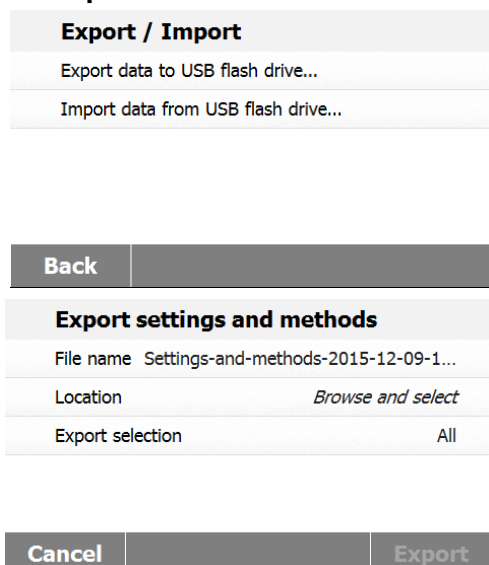 Export / Import
Export data to USB flash drive...
Import data from USB flash drive...
Back
Export settings and methods
File name Settings-and-methods-2015-12-09-1...
Location Browse and select
Export selection All
Cancel Export